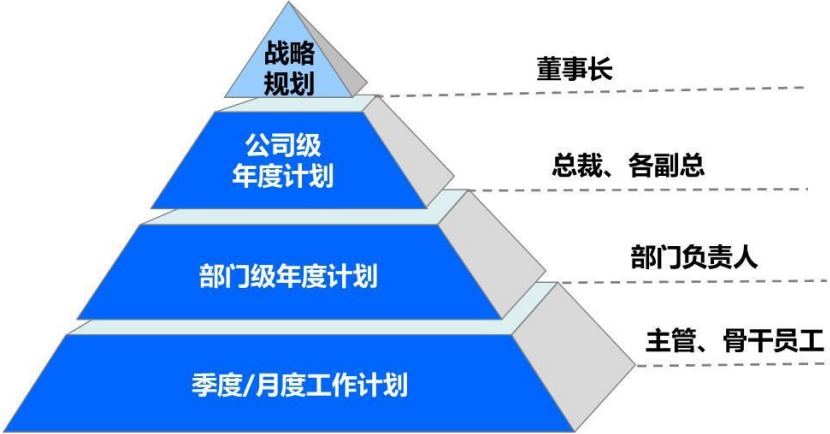 战略
规划
董事长
公司级
年度计划
总裁、各副总
部门级年度计划
部门负责人
季度/月度工作计划
主管、骨干员工